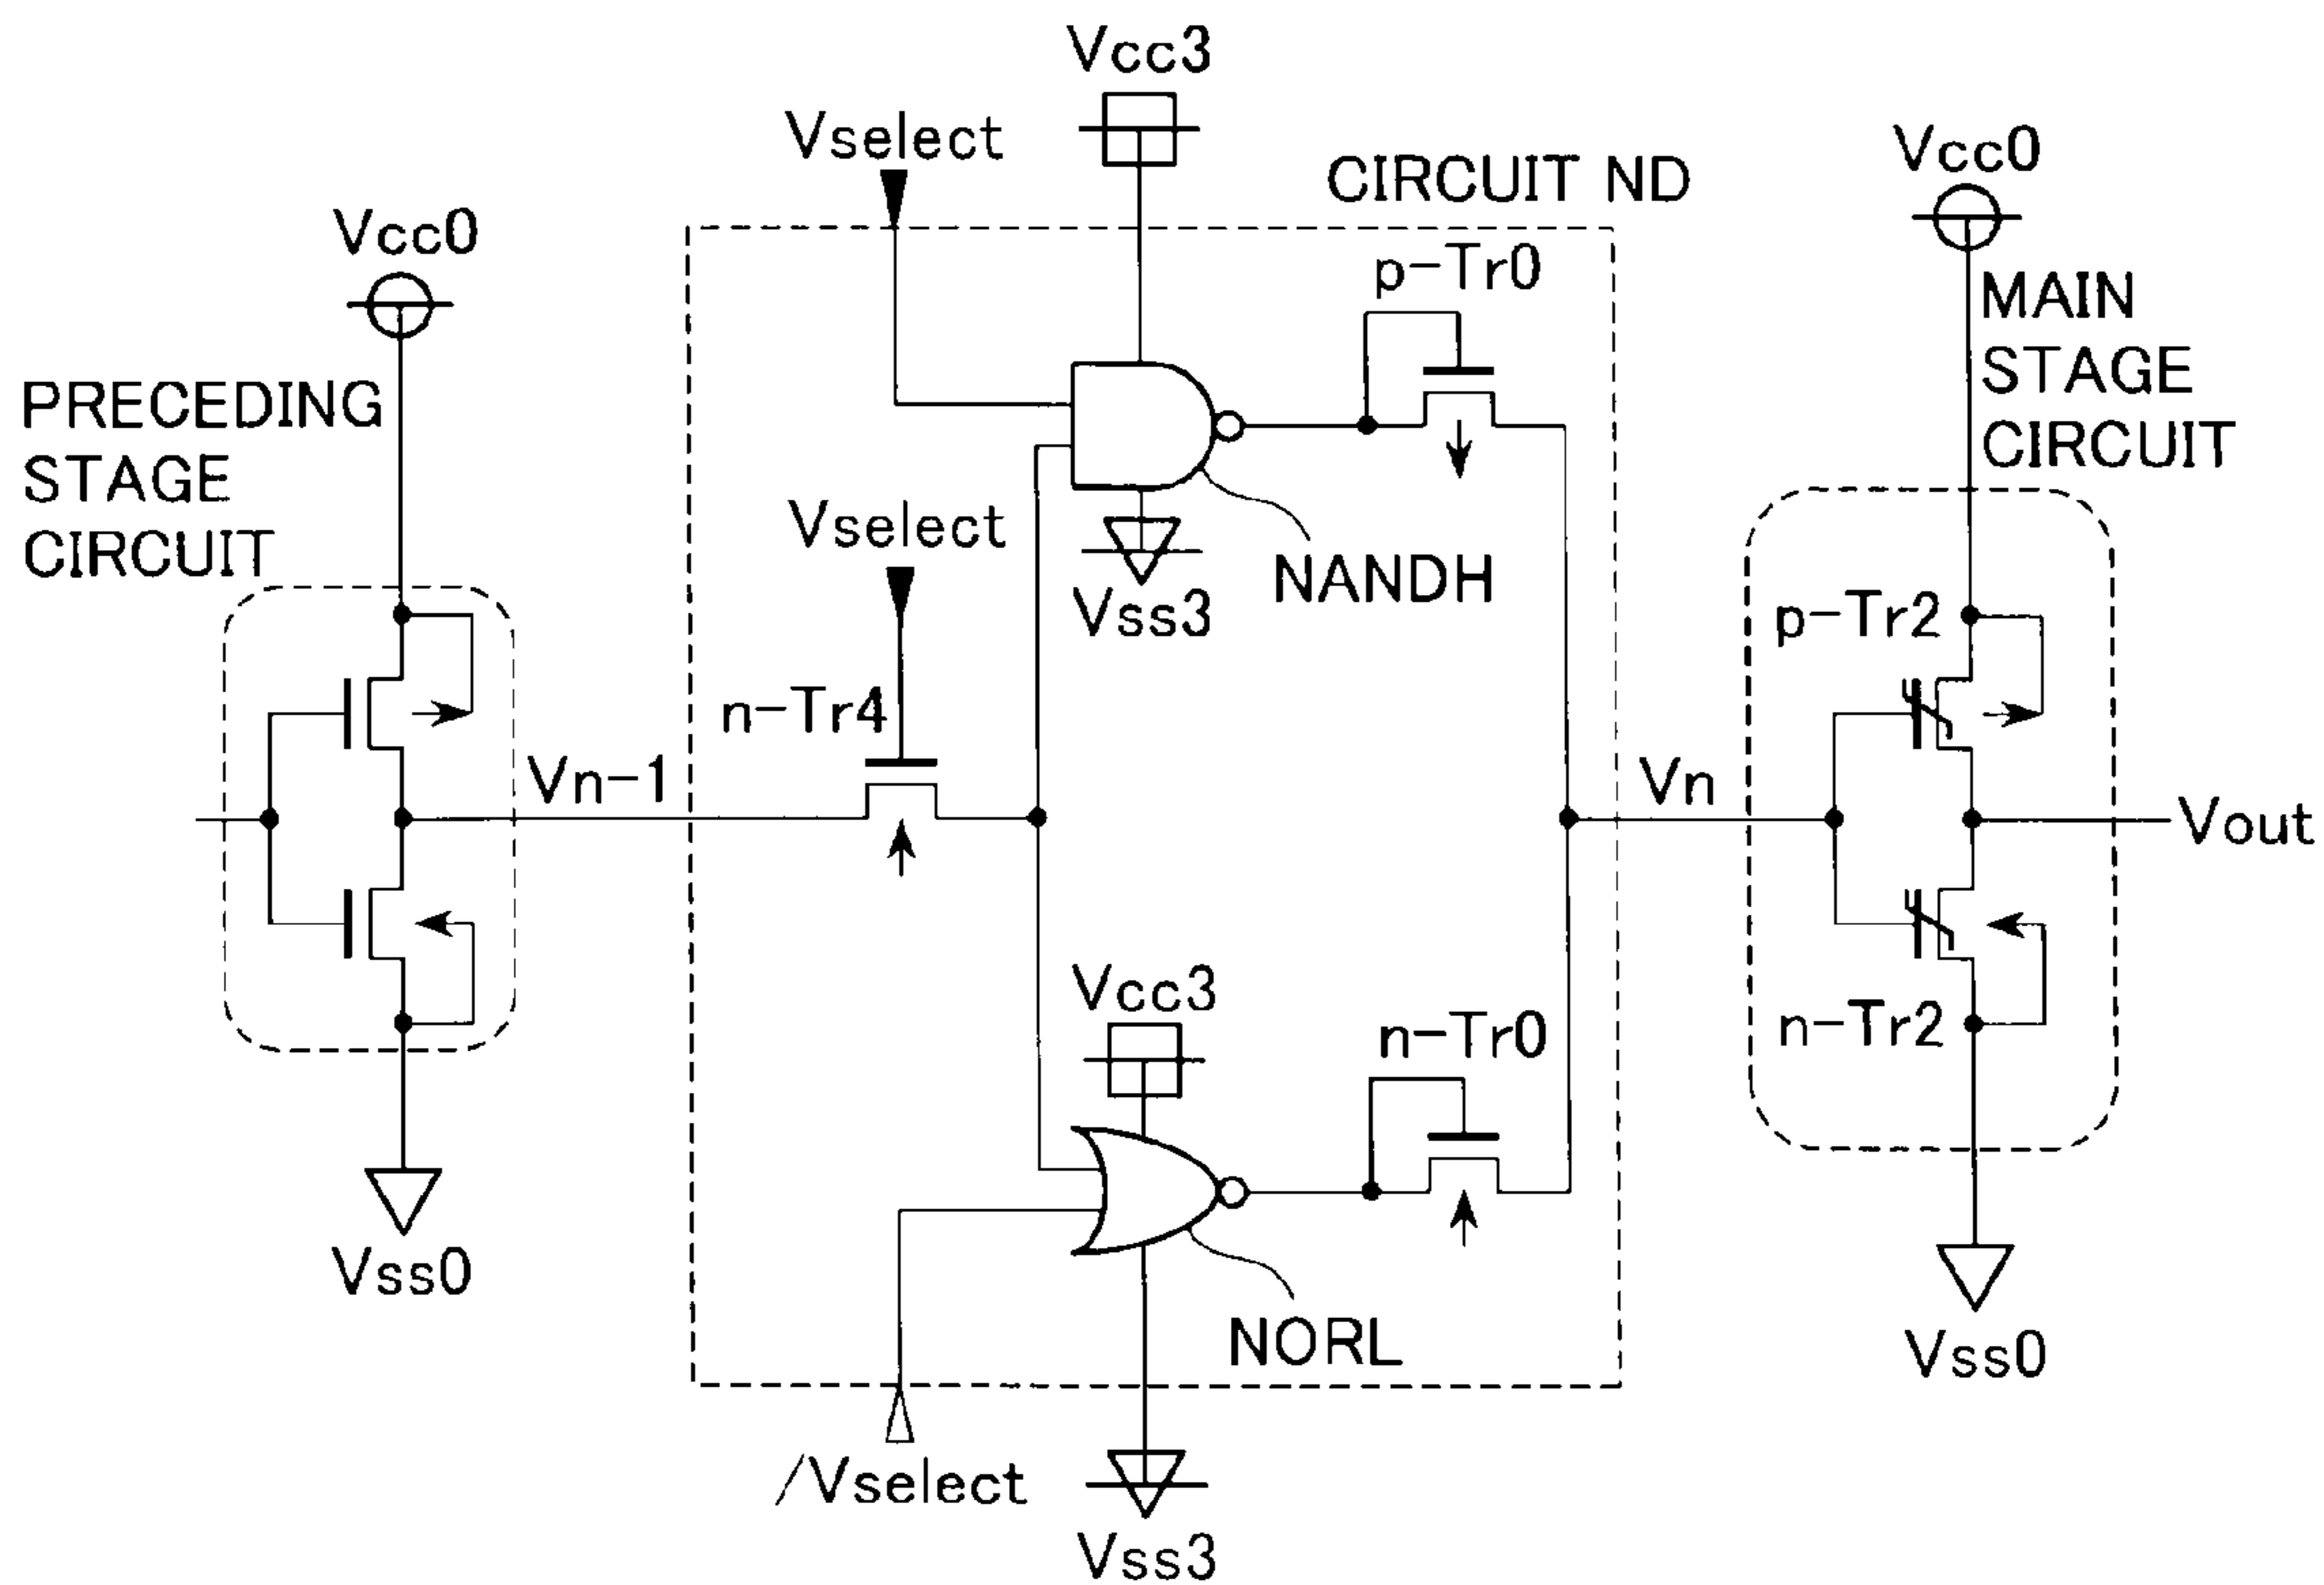 Vcc3
Vselect
CIRCUIT ND
Vcc0
Vcc0
p-Tr0
MAIN
STAGE
CIRCUIT
PRECEDING
STAGE
CIRCUIT
Vselect
NANDH
Vss3
p-Tr2
n-Tr4
Vn-1
Vn
Vout
Vcc3
n-Tr0
n-Tr2
Vss0
NORL
Vss0
/Vselect
Vss3